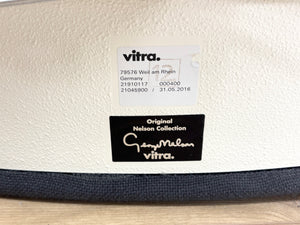 vitra.
79576 Weil am Rhein
Germany
21910117 000400
21045900 / 31.05.2016
Original
Nelson Collection
George Nelson
vitra.